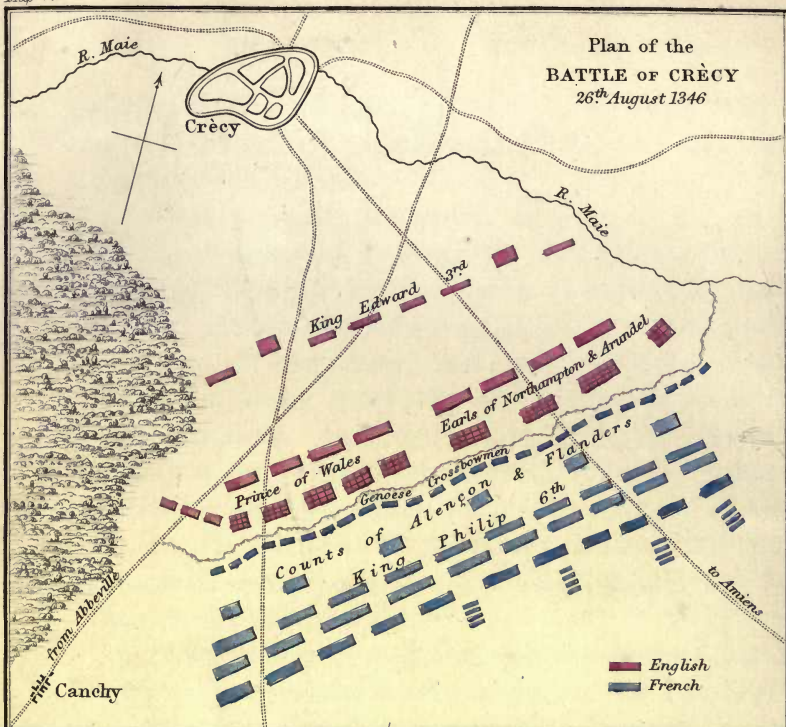 Plan of the
BATTLE OF CRÈCY
26th August 1346
R. Maie
Crècy
R. Maie
King Edward 3rd
Earls of Northampton & Arundel
Prince of Wales
Genoese Crossbowmen
Counts of Alençon & Flanders
King Philip 6th
from Abbeville
to Amiens
Canchy
English
French